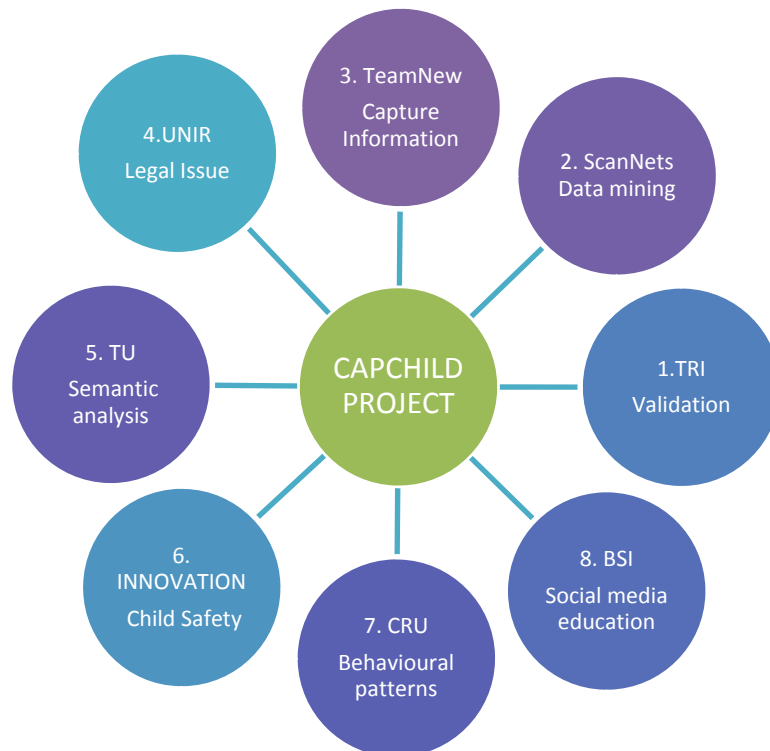 3. TeamNew
Capture
Information
4.UNIR
Legal Issue
2. ScanNets
Data mining
5. TU
Semantic
analysis
CAPCHILD
PROJECT
1.TRI
Validation
6.
INNOVATION
Child Safety
7. CRU
Behavioural
patterns
8. BSI
Social media
education